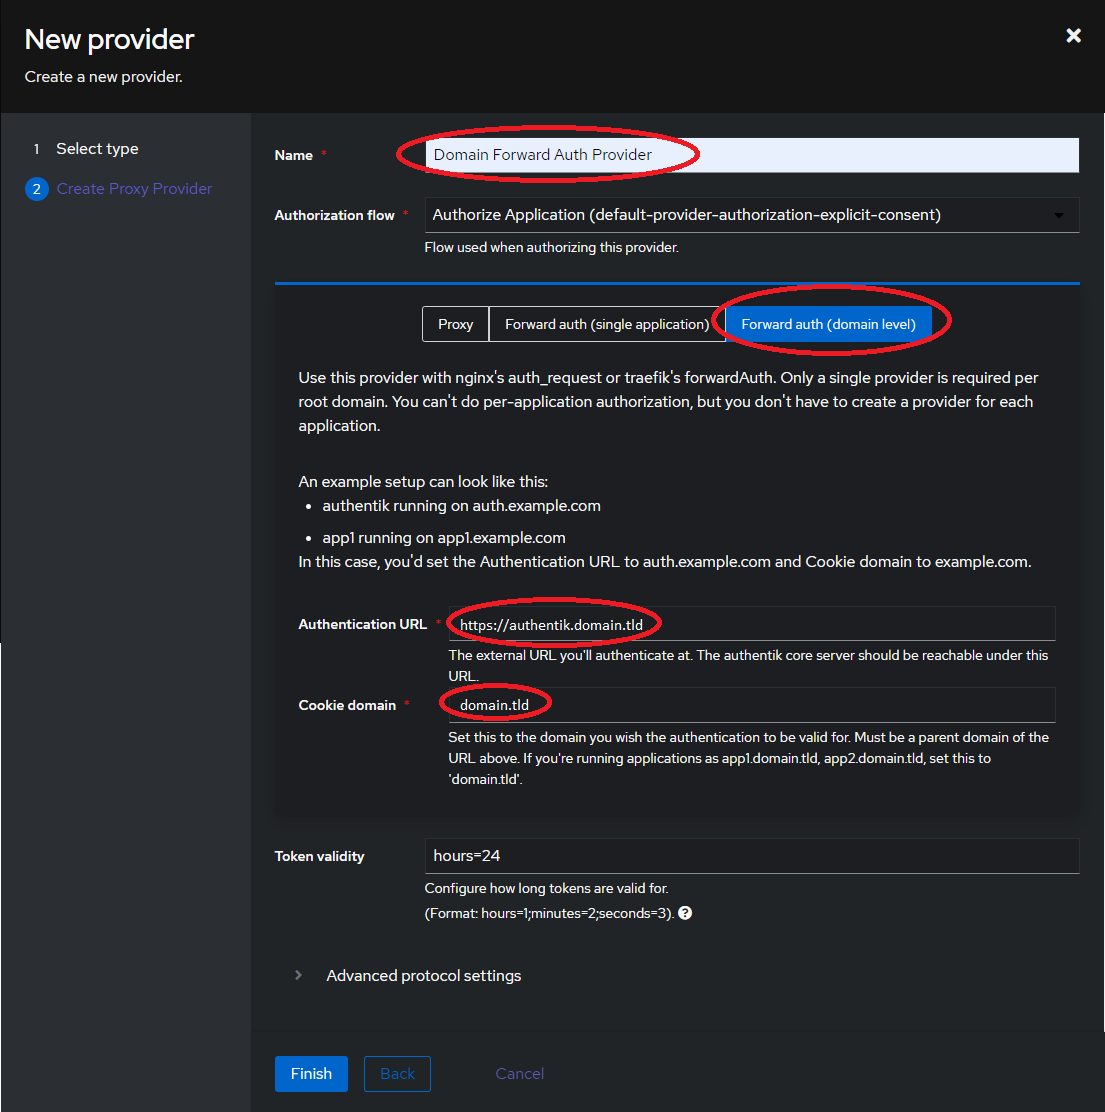 New provider
Create a new provider.
1 Select type
2 Create Proxy Provider
Name *
Domain Forward Auth Provider
Authorization flow *
Authorize Application (default-provider-authorization-explicit-consent)
Flow used when authorizing this provider.
Proxy
Forward auth (single application)
Forward auth (domain level)
Use this provider with nginx's auth_request or traefik's forwardAuth. Only a single provider is required per
root domain. You can't do per-application authorization, but you don't have to create a provider for each
application.
An example setup can look like this:
• authentik running on auth.example.com
• app1 running on app1.example.com
In this case, you'd set the Authentication URL to auth.example.com and Cookie domain to example.com.
Authentication URL *
https://authentik.domain.tld
The external URL you'll authenticate at. The authentik core server should be reachable under this
URL.
Cookie domain *
domain.tld
Set this to the domain you wish the authentication to be valid for. Must be a parent domain of the
URL above. If you're running applications as app1.domain.tld, app2.domain.tld, set this to
'domain.tld'.
Token validity
hours=24
Configure how long tokens are valid for.
(Format: hours=1;minutes=2;seconds=3). ?
Advanced protocol settings
Finish
Back
Cancel